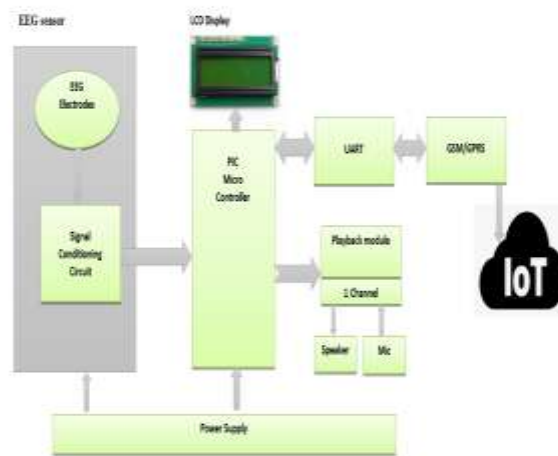 EEG sensor
LCD Display
EEG
Electrodes
PIC
Micro
Controller
UART
GSM/GPRS
Signal
Conditioning
Circuit
Playback module
1 Channel
Speaker
Mic
IoT
Power Supply